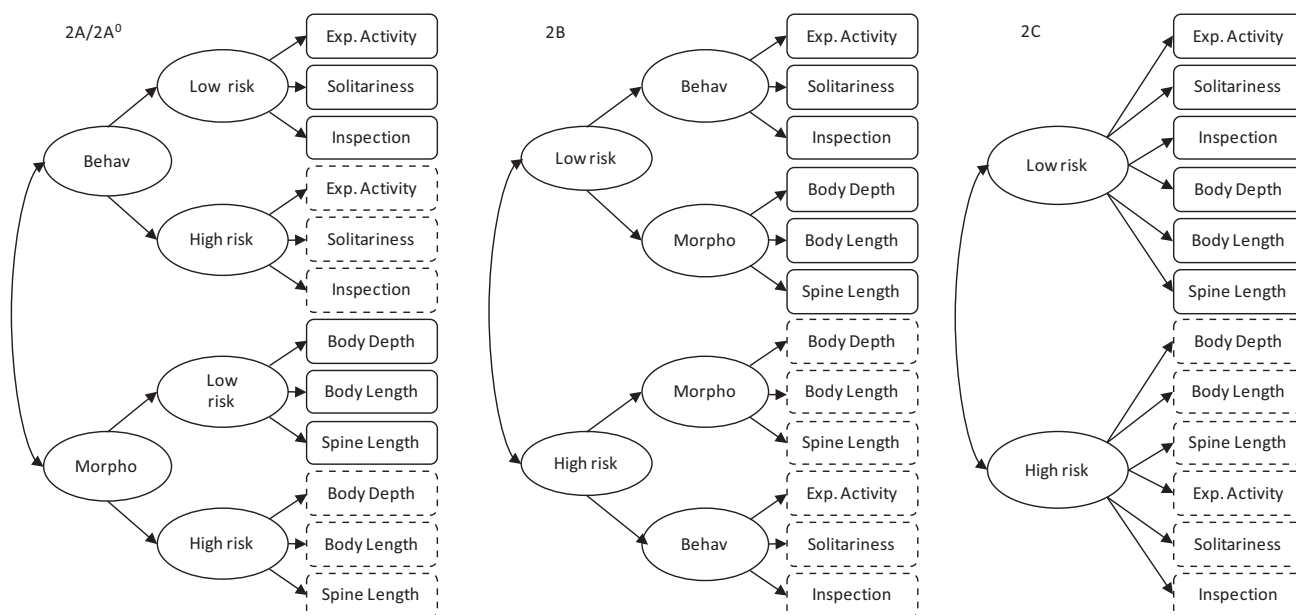 2A/2A⁰
Behav
Low risk
Exp. Activity
Solitariness
Inspection
High risk
Exp. Activity
Solitariness
Inspection
Morpho
Low
risk
Body Depth
Body Length
Spine Length
High risk
Body Depth
Body Length
Spine Length
2B
Low risk
Behav
Exp. Activity
Solitariness
Inspection
Morpho
Body Depth
Body Length
Spine Length
High risk
Morpho
Body Depth
Body Length
Spine Length
Behav
Exp. Activity
Solitariness
Inspection
2C
Low risk
Exp. Activity
Solitariness
Inspection
Body Depth
Body Length
Spine Length
High risk
Body Depth
Body Length
Spine Length
Exp. Activity
Solitariness
Inspection